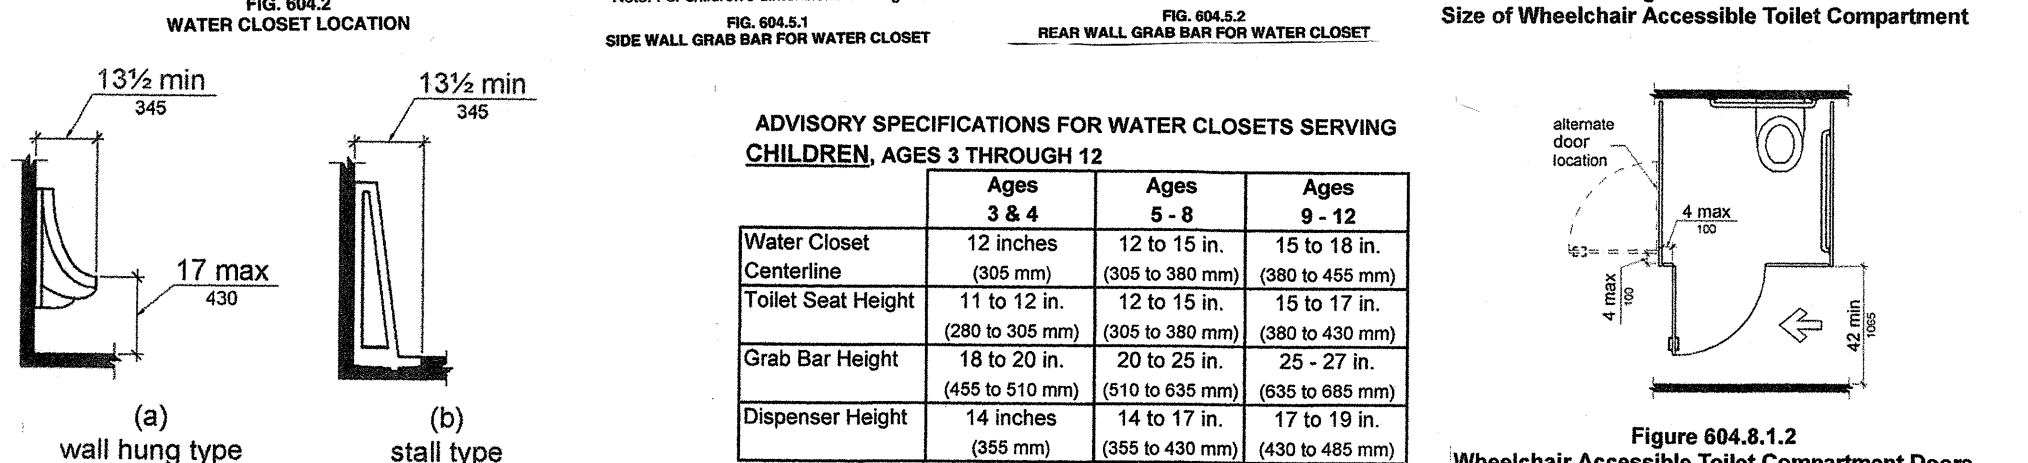 FIG. 604.2
WATER CLOSET LOCATION
FIG. 604.5.1
SIDE WALL GRAB BAR FOR WATER CLOSET
FIG. 604.5.2
REAR WALL GRAB BAR FOR WATER CLOSET
Size of Wheelchair Accessible Toilet Compartment
13½ min
345
17 max
430
(a)
wall hung type
13½ min
345
(b)
stall type
ADVISORY SPECIFICATIONS FOR WATER CLOSETS SERVING
CHILDREN, AGES 3 THROUGH 12
Ages Ages Ages
3 & 4 5 - 8 9 - 12
Water Closet 12 inches 12 to 15 in. 15 to 18 in.
Centerline (305 mm) (305 to 380 mm) (380 to 455 mm)
Toilet Seat Height 11 to 12 in. 12 to 15 in. 15 to 17 in.
(280 to 305 mm) (305 to 380 mm) (380 to 430 mm)
Grab Bar Height 18 to 20 in. 20 to 25 in. 25 - 27 in.
(455 to 510 mm) (510 to 635 mm) (635 to 685 mm)
Dispenser Height 14 inches 14 to 17 in. 17 to 19 in.
(355 mm) (355 to 430 mm) (430 to 485 mm)
alternate
door
location
4 max
100
4 max
100
42 min
1065
Figure 604.8.1.2
Wheelchair Accessible Toilet Compartment Doors